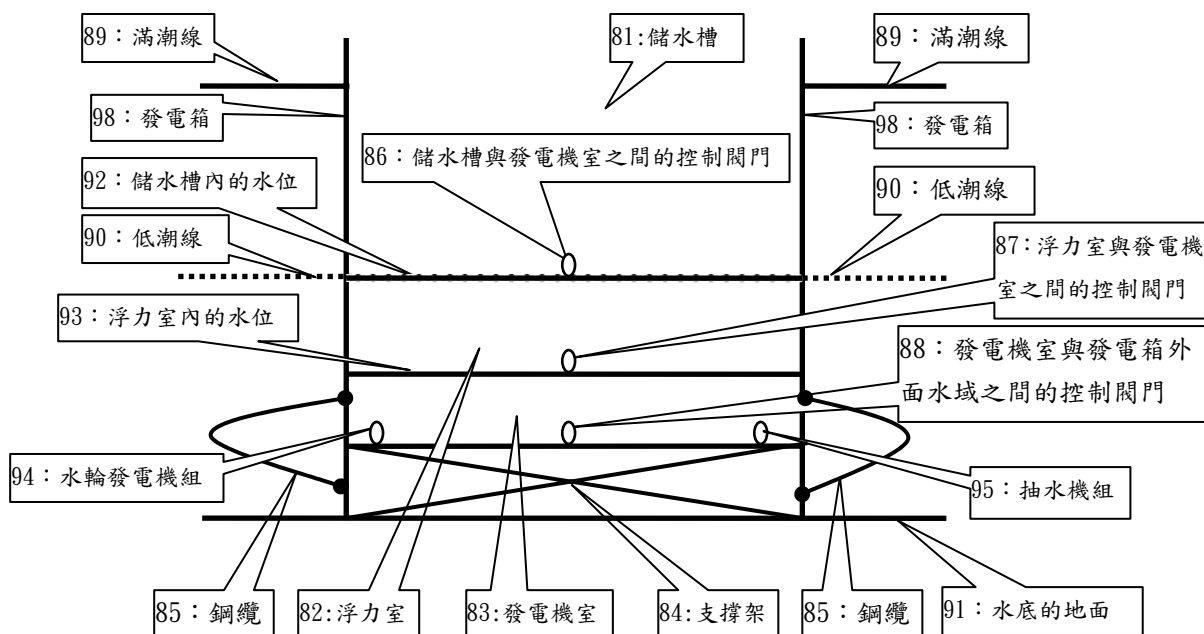 89：滿潮線
81:儲水槽
89：滿潮線
98：發電箱
98：發電箱
86：儲水槽與發電機室之間的控制閥門
92：儲水槽內的水位
90：低潮線
90：低潮線
87:浮力室與發電機
室之間的控制閥門
93：浮力室內的水位
88：發電機室與發電箱外
面水域之間的控制閥門
94：水輪發電機組
95：抽水機組
85：鋼纜
82:浮力室
83:發電機室
84:支撐架
85：鋼纜
91：水底的地面